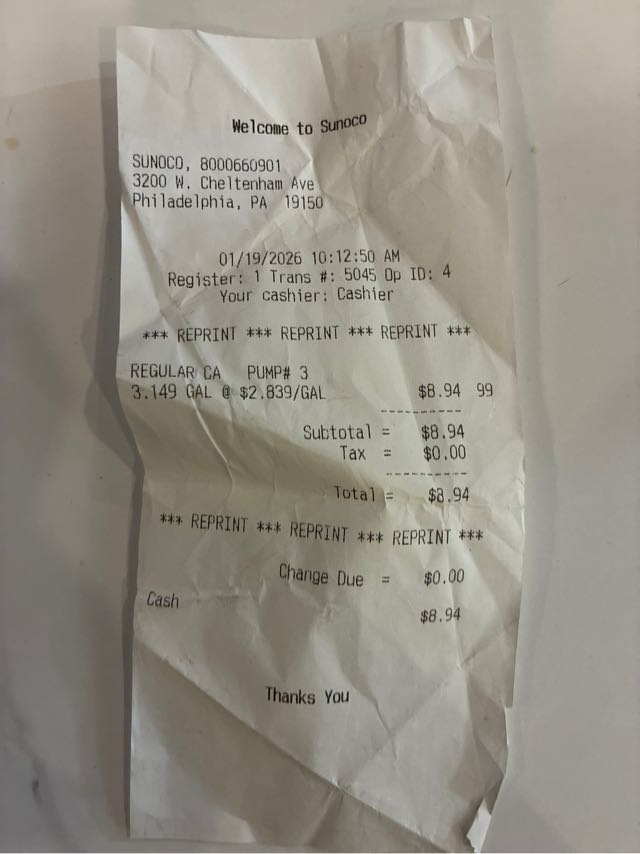 Welcome to Sunoco
SUNOCO, 8000660901
3200 W. Cheltenham Ave
Philadelphia, PA 19150
01/19/2026 10:12:50 AM
Register: 1 Trans #: 5045 Op ID: 4
Your cashier: Cashier
*** REPRINT *** REPRINT *** REPRINT ***
REGULAR CA PUMP# 3
3.149 GAL @ $2.839/GAL $8.94 99
----------
Subtotal = $8.94
Tax = $0.00
----------
Total = $8.94
*** REPRINT *** REPRINT *** REPRINT ***
Change Due = $0.00
Cash
$8.94
Thanks You